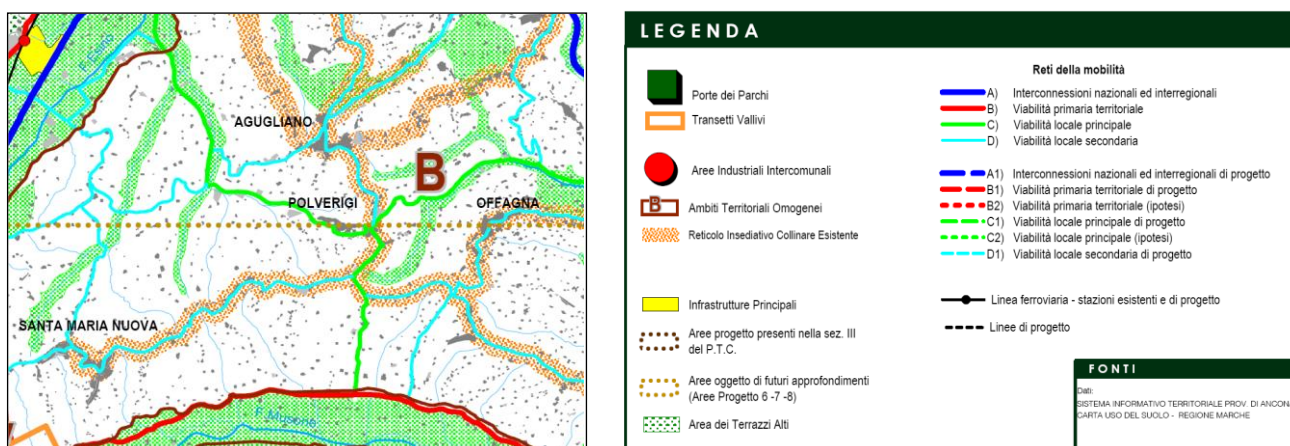 F. Esino
AGUGLIANO
B
POLVERIGI
OFFAGNA
SANTA MARIA NUOVA
F. Musone
LEGENDA
Porte dei Parchi
Transetti Vallivi
Aree Industriali Intercomunali
B
Ambiti Territoriali Omogenei
Reticolo Insediativo Collinare Esistente
Infrastrutture Principali
Aree progetto presenti nella sez. III
del P.T.C.
Aree oggetto di futuri approfondimenti
(Aree Progetto 6 -7 -8)
Area dei Terrazzi Alti
Reti della mobilità
A) Interconnessioni nazionali ed interregionali
B) Viabilità primaria territoriale
C) Viabilità locale principale
D) Viabilità locale secondaria
A1) Interconnessioni nazionali ed interregionali di progetto
B1) Viabilità primaria territoriale di progetto
B2) Viabilità primaria territoriale (ipotesi)
C1) Viabilità locale principale di progetto
C2) Viabilità locale principale (ipotesi)
D1) Viabilità locale secondaria di progetto
Linea ferroviaria - stazioni esistenti e di progetto
Linee di progetto
FONTI
Dati:
SISTEMA INFORMATIVO TERRITORIALE PROV. DI ANCONA
CARTA USO DEL SUOLO - REGIONE MARCHE